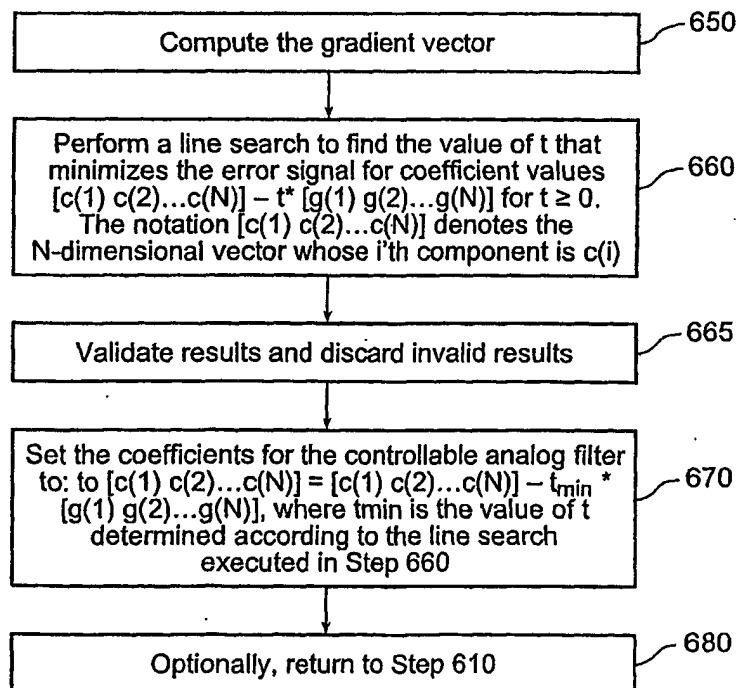 Compute the gradient vector
650
Perform a line search to find the value of t that
minimizes the error signal for coefficient values
[c(1) c(2)...c(N)] – t* [g(1) g(2)...g(N)] for t ≥ 0.
The notation [c(1) c(2)...c(N)] denotes the
N-dimensional vector whose i'th component is c(i)
660
Validate results and discard invalid results
665
Set the coefficients for the controllable analog filter
to: to [c(1) c(2)...c(N)] = [c(1) c(2)...c(N)] – tmin *
[g(1) g(2)...g(N)], where tmin is the value of t
determined according to the line search
executed in Step 660
670
Optionally, return to Step 610
680